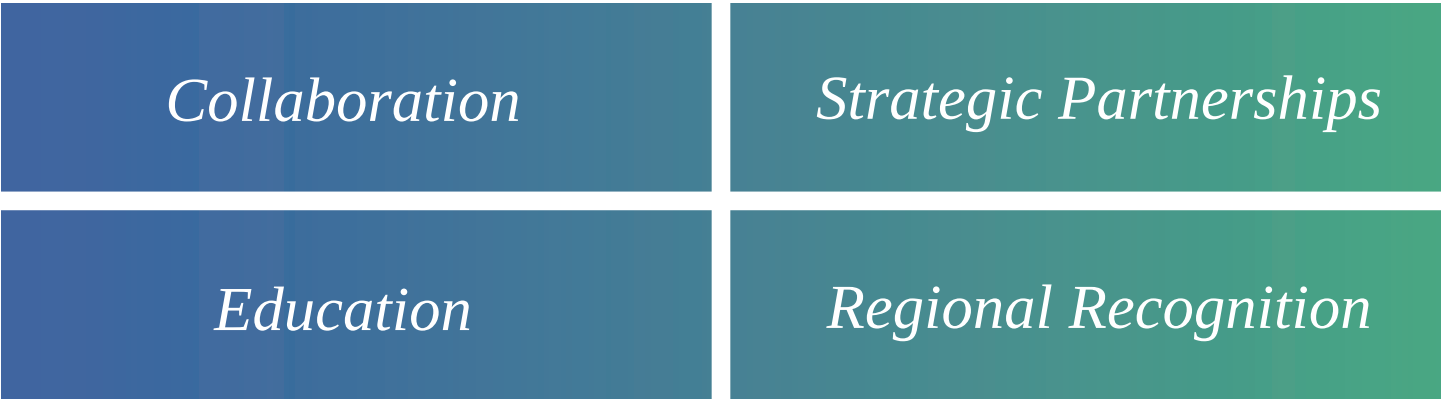 Collaboration
Strategic Partnerships
Education
Regional Recognition